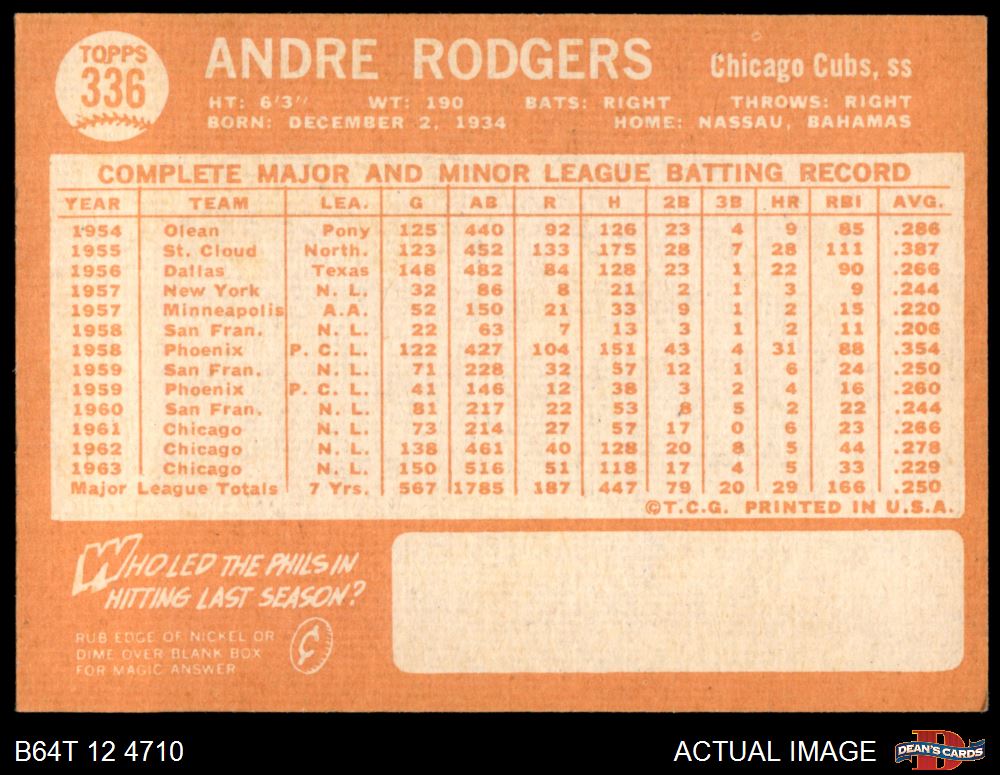 TOPPS
336
ANDRE RODGERS
Chicago Cubs, ss
HT: 6'3" WT: 190 BATS: RIGHT THROWS: RIGHT
BORN: DECEMBER 2, 1934 HOME: NASSAU, BAHAMAS
COMPLETE MAJOR AND MINOR LEAGUE BATTING RECORD
YEAR TEAM LEA. G AB R H 2B 3B HR RBI AVG.
1954 Olean Pony 125 440 92 126 23 4 9 85 .286
1955 St. Cloud North. 123 452 133 175 28 7 28 111 .387
1956 Dallas Texas 148 482 84 128 23 1 22 90 .266
1957 New York N. L. 32 86 8 21 2 1 3 9 .244
1957 Minneapolis A.A. 52 150 21 33 9 1 2 15 .220
1958 San Fran. N. L. 22 63 7 13 3 1 2 11 .206
1958 Phoenix P. C. L. 122 427 104 151 43 4 31 88 .354
1959 San Fran. N. L. 71 228 32 57 12 1 6 24 .250
1959 Phoenix P. C. L. 41 146 12 38 3 2 4 16 .260
1960 San Fran. N. L. 81 217 22 53 8 5 2 22 .244
1961 Chicago N. L. 73 214 27 57 17 0 6 23 .266
1962 Chicago N. L. 138 461 40 128 20 8 5 44 .278
1963 Chicago N. L. 150 516 51 118 17 4 5 33 .229
Major League Totals 7 Yrs. 567 1785 187 447 79 20 29 166 .250
©T.C.G. PRINTED IN U.S.A.
WHO LED THE PHILS IN
HITTING LAST SEASON?
RUB EDGE OF NICKEL OR
DIME OVER BLANK BOX
FOR MAGIC ANSWER
B64T 12 4710
ACTUAL IMAGE
DEAN'S CARDS